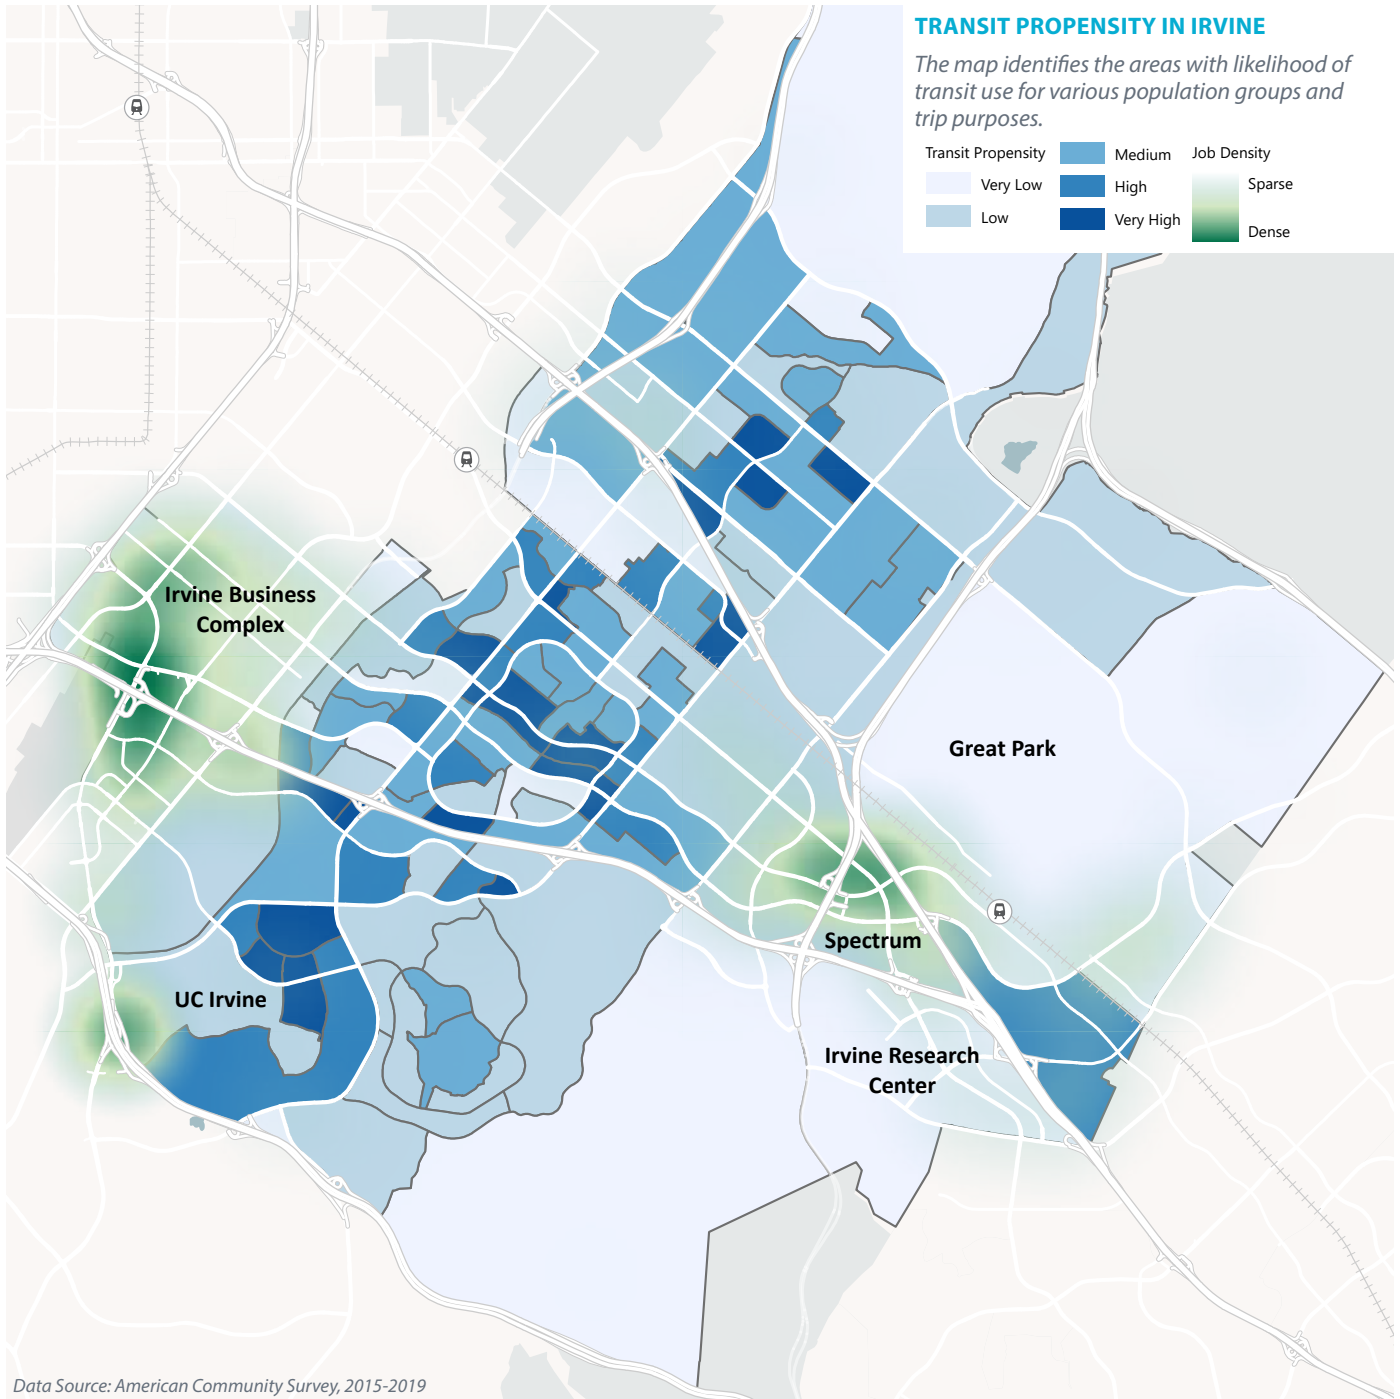 TRANSIT PROPENSITY IN IRVINE
The map identifies the areas with likelihood of
transit use for various population groups and
trip purposes.
Transit Propensity
Very Low
Low
Medium
High
Very High
Job Density
Sparse
Dense
Irvine Business
Complex
Great Park
Spectrum
UC Irvine
Irvine Research
Center
Data Source: American Community Survey, 2015-2019